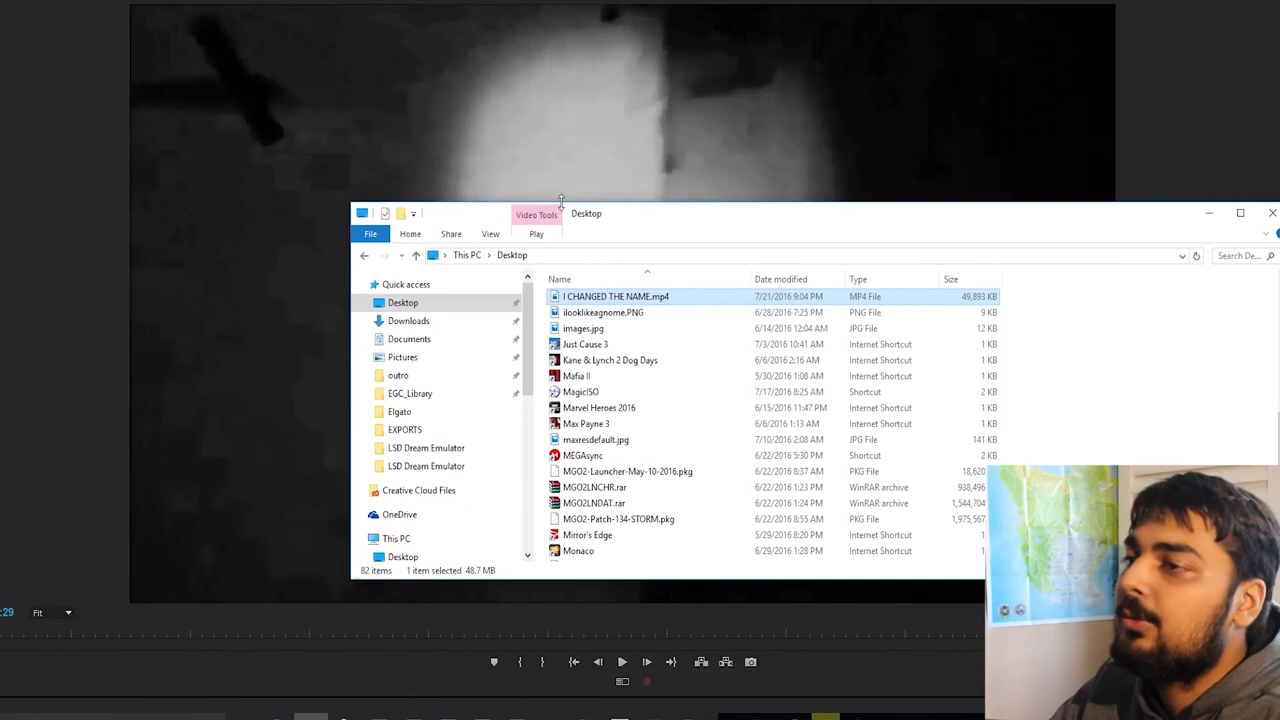 Video Tools Desktop
File Home Share View Play
This PC Desktop Search De...
Name Date modified Type Size
Quick access
Desktop
Downloads
Documents
Pictures
outro
EGC_Library
Elgato
EXPORTS
LSD Dream Emulator
LSD Dream Emulator
Creative Cloud Files
OneDrive
This PC
Desktop
I CHANGED THE NAME.mp4 7/21/2016 9:04 PM MP4 File 49,893 KB
ilooklikeagnome.PNG 6/28/2016 7:25 PM PNG File 9 KB
images.jpg 6/14/2016 12:04 AM JPG File 12 KB
Just Cause 3 7/3/2016 10:41 AM Internet Shortcut 1 KB
Kane & Lynch 2 Dog Days 6/6/2016 2:16 AM Internet Shortcut 1 KB
Mafia II 5/30/2016 1:08 AM Internet Shortcut 1 KB
MagicISO 7/17/2016 8:25 AM Shortcut 2 KB
Marvel Heroes 2016 6/15/2016 11:47 PM Internet Shortcut 1 KB
Max Payne 3 6/6/2016 1:13 AM Internet Shortcut 1 KB
maxresdefault.jpg 7/10/2016 2:08 AM JPG File 141 KB
MEGAsync 6/22/2016 5:30 PM Shortcut 2 KB
MGO2-Launcher-May-10-2016.pkg 6/22/2016 8:37 AM PKG File 18,620
MGO2LNCHR.rar 6/22/2016 1:23 PM WinRAR archive 938,496
MGO2LNDAT.rar 6/22/2016 1:24 PM WinRAR archive 1,544,704
MGO2-Patch-134-STORM.pkg 6/22/2016 8:55 AM PKG File 1,975,567
Mirror's Edge 5/29/2016 8:20 PM Internet Shortcut 1
Monaco 6/29/2016 1:28 PM Internet Shortcut 1
82 items 1 item selected 48.7 MB
:29 Fit